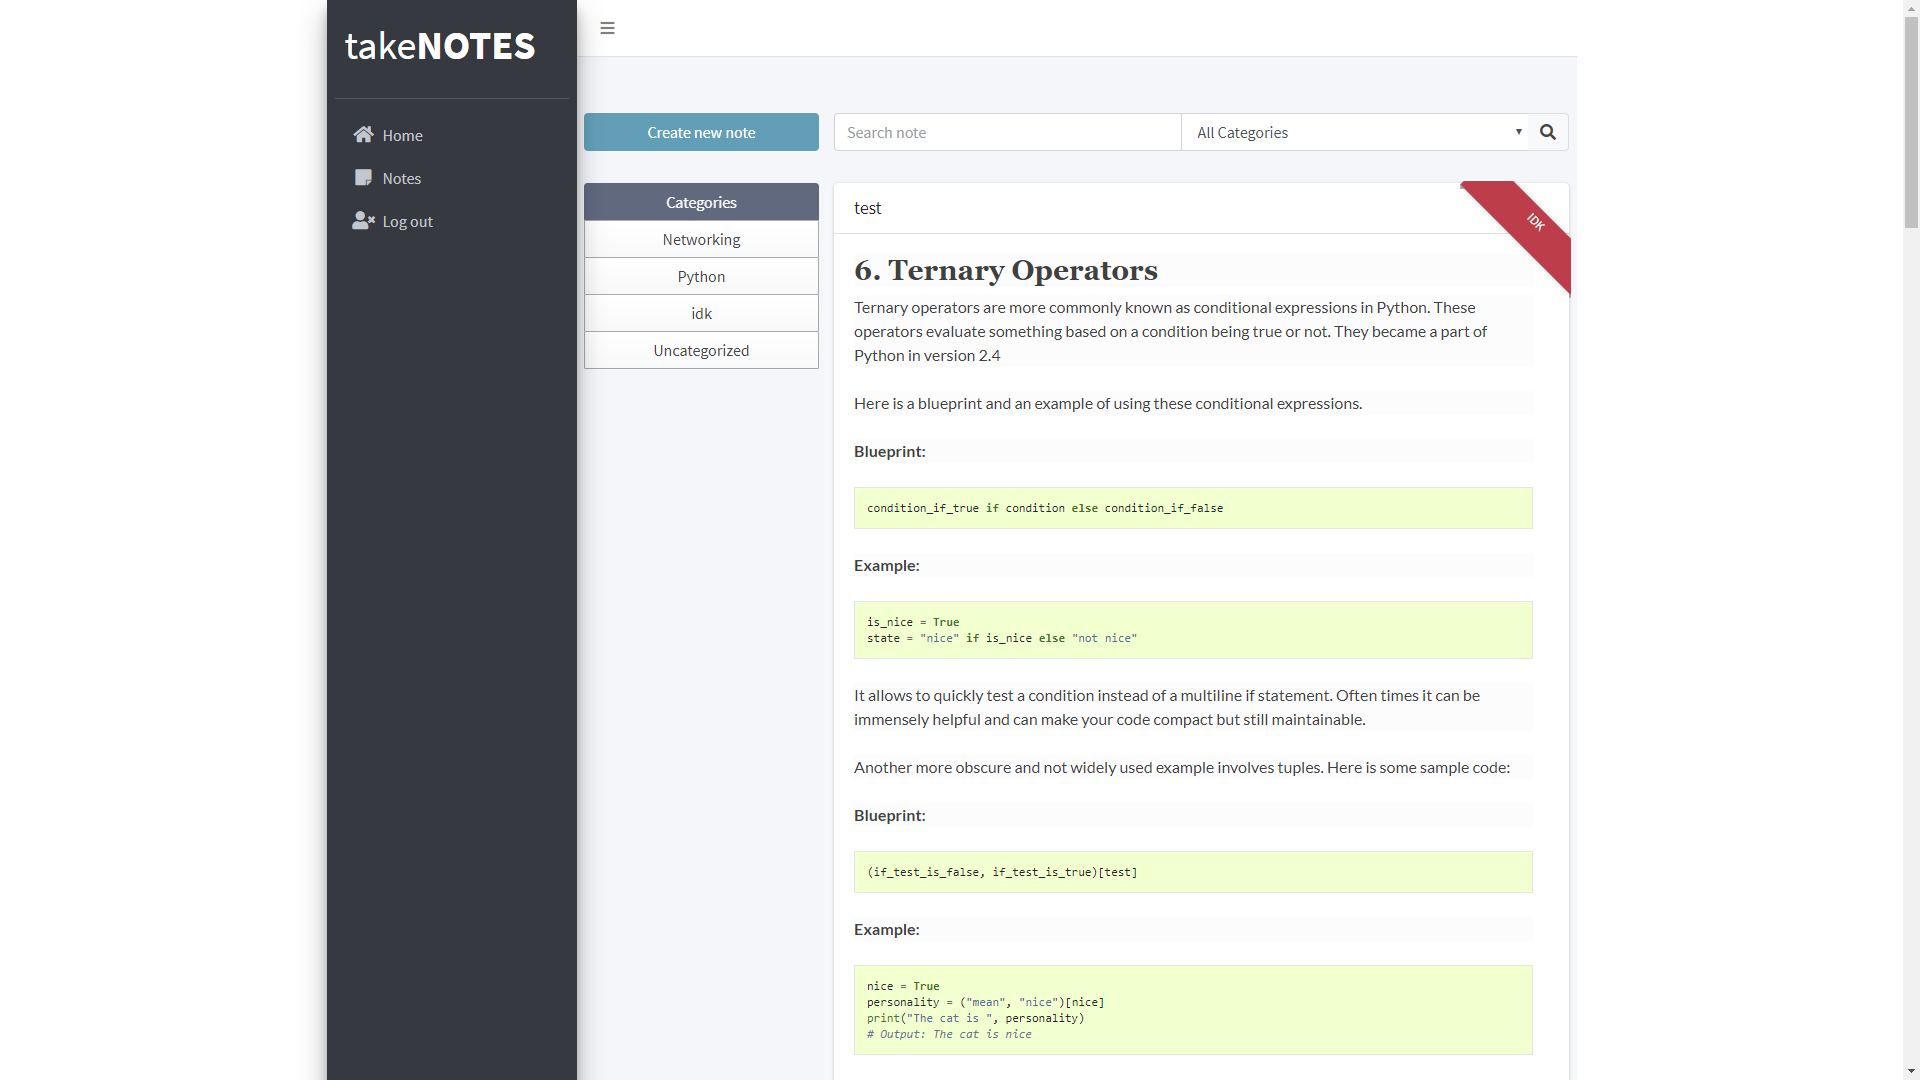 takeNOTES
Home
Notes
Log out
Create new note
Search note
All Categories
Categories
Networking
Python
idk
Uncategorized
test
IDK
6. Ternary Operators
Ternary operators are more commonly known as conditional expressions in Python. These
operators evaluate something based on a condition being true or not. They became a part of
Python in version 2.4
Here is a blueprint and an example of using these conditional expressions.
Blueprint:
condition_if_true if condition else condition_if_false
Example:
is_nice = True
state = "nice" if is_nice else "not nice"
It allows to quickly test a condition instead of a multiline if statement. Often times it can be
immensely helpful and can make your code compact but still maintainable.
Another more obscure and not widely used example involves tuples. Here is some sample code:
Blueprint:
(if_test_is_false, if_test_is_true)[test]
Example:
nice = True
personality = ("mean", "nice")[nice]
print("The cat is ", personality)
# Output: The cat is nice